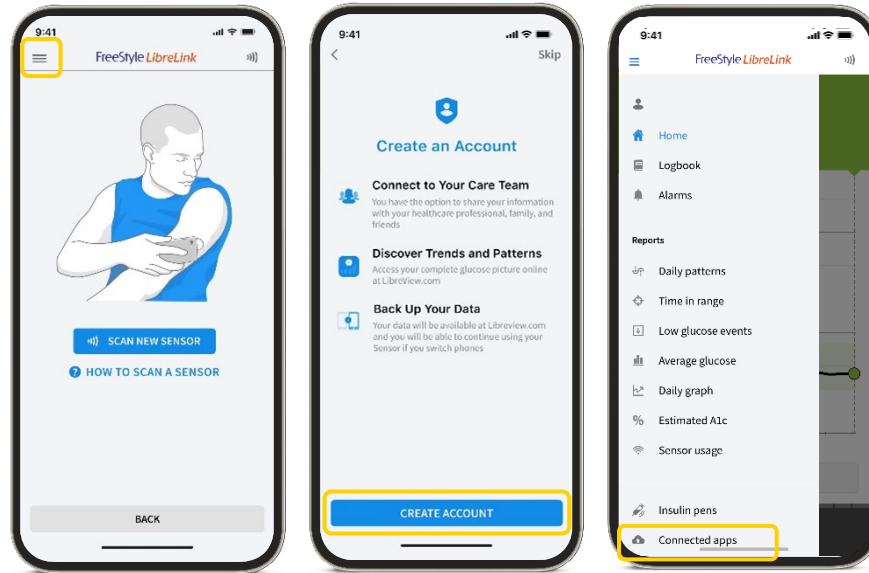 9:41
FreeStyle LibreLink
SCAN NEW SENSOR
HOW TO SCAN A SENSOR
BACK
9:41
Skip
Create an Account
Connect to Your Care Team
You have the option to share your information
with your healthcare professional, family, and
friends
Discover Trends and Patterns
Access your complete glucose picture online
at LibreView.com
Back Up Your Data
Your data will be available at Libreview.com
and you will be able to continue using your
Sensor if you switch phones
CREATE ACCOUNT
9:41
FreeStyle LibreLink
Home
Logbook
Alarms
Reports
Daily patterns
Time in range
Low glucose events
Average glucose
Daily graph
Estimated A1c
Sensor usage
Insulin pens
Connected apps